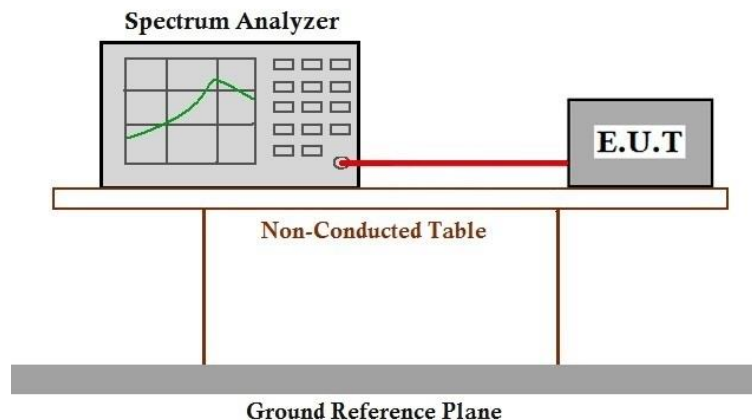 Spectrum Analyzer
E.U.T
Non-Conducted Table
Ground Reference Plane